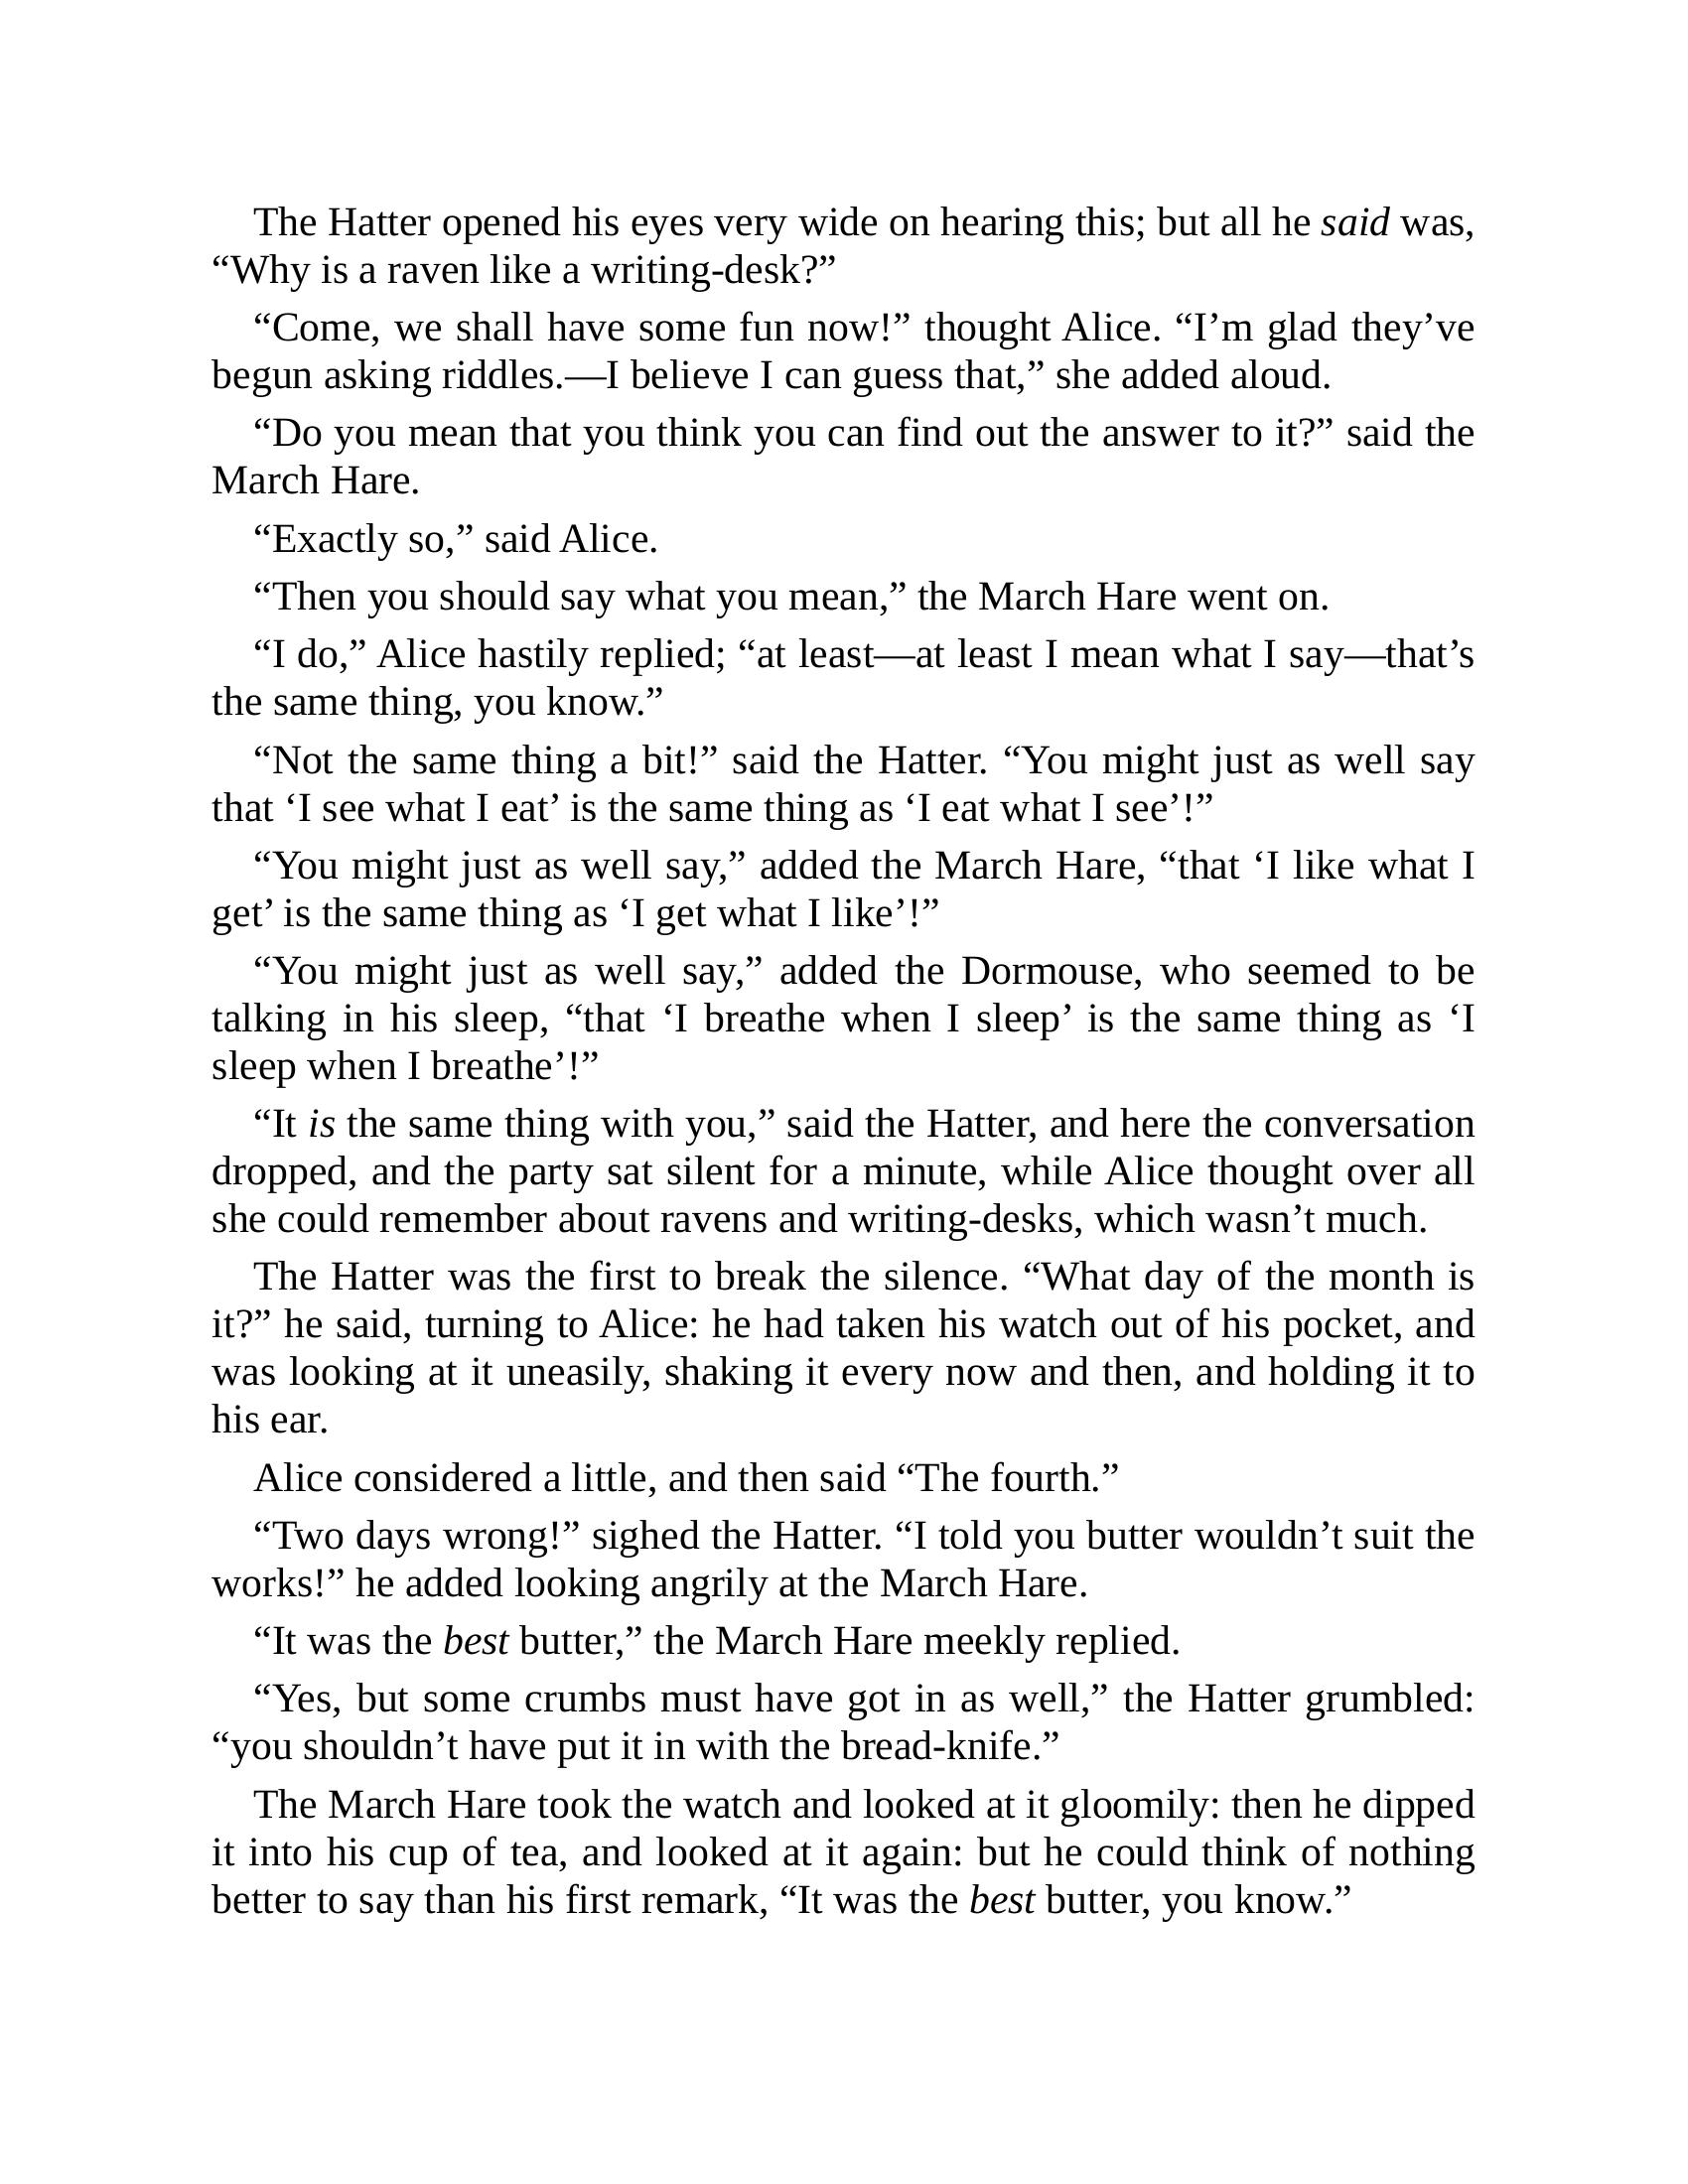 The Hatter opened his eyes very wide on hearing this; but all he said was,
“Why is a raven like a writing-desk?”
“Come, we shall have some fun now!” thought Alice. “I’m glad they’ve
begun asking riddles.—I believe I can guess that,” she added aloud.
“Do you mean that you think you can find out the answer to it?” said the
March Hare.
“Exactly so,” said Alice.
“Then you should say what you mean,” the March Hare went on.
“I do,” Alice hastily replied; “at least—at least I mean what I say—that’s
the same thing, you know.”
“Not the same thing a bit!” said the Hatter. “You might just as well say
that ‘I see what I eat’ is the same thing as ‘I eat what I see’!”
“You might just as well say,” added the March Hare, “that ‘I like what I
get’ is the same thing as ‘I get what I like’!”
“You might just as well say,” added the Dormouse, who seemed to be
talking in his sleep, “that ‘I breathe when I sleep’ is the same thing as ‘I
sleep when I breathe’!”
“It is the same thing with you,” said the Hatter, and here the conversation
dropped, and the party sat silent for a minute, while Alice thought over all
she could remember about ravens and writing-desks, which wasn’t much.
The Hatter was the first to break the silence. “What day of the month is
it?” he said, turning to Alice: he had taken his watch out of his pocket, and
was looking at it uneasily, shaking it every now and then, and holding it to
his ear.
Alice considered a little, and then said “The fourth.”
“Two days wrong!” sighed the Hatter. “I told you butter wouldn’t suit the
works!” he added looking angrily at the March Hare.
“It was the best butter,” the March Hare meekly replied.
“Yes, but some crumbs must have got in as well,” the Hatter grumbled:
“you shouldn’t have put it in with the bread-knife.”
The March Hare took the watch and looked at it gloomily: then he dipped
it into his cup of tea, and looked at it again: but he could think of nothing
better to say than his first remark, “It was the best butter, you know.”